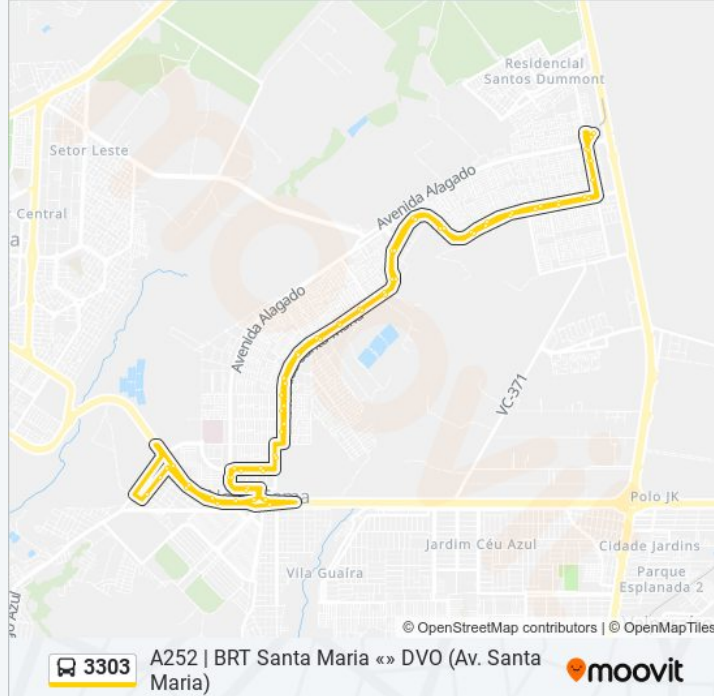 Residencial
Santos Dummont
Setor Leste
Avenida Alagado
Central
a
Avenida Alagado
VC-371
Polo JK
Jardim Céu Azul
Cidade Jardins
Vila Guaíra
Parque
Esplanada 2
Azul
© OpenStreetMap contributors | © OpenMapTiles
3303
A252 | BRT Santa Maria «» DVO (Av. Santa
Maria)
moovit